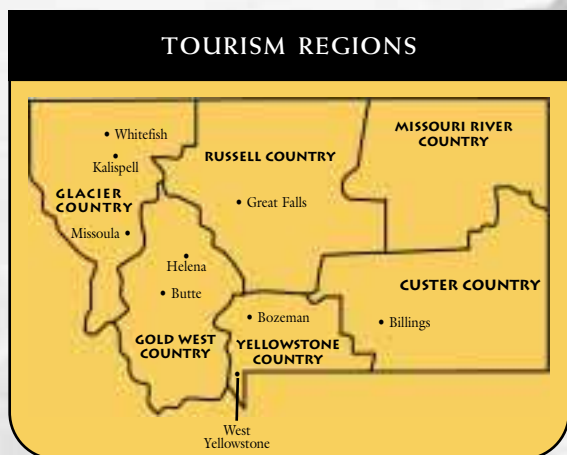 TOURISM REGIONS
Whitefish
MISSOURI RIVER
COUNTRY
RUSSELL COUNTRY
Kalispell
GLACIER
COUNTRY
Great Falls
Missoula
Helena
CUSTER COUNTRY
Butte
Bozeman
Billings
GOLD WEST
COUNTRY
YELLOWSTONE
COUNTRY
West
Yellowstone